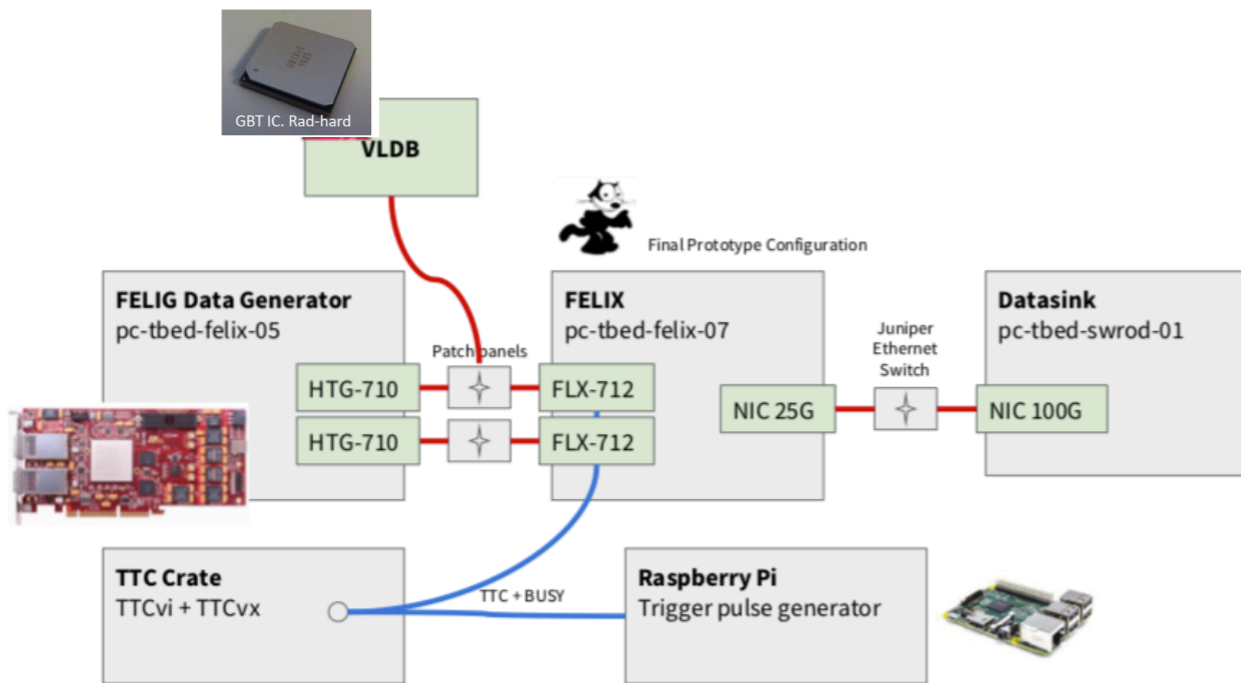 GBT IC. Rad-hard
VLDB
Final Prototype Configuration
FELIG Data Generator
pc-tbed-felix-05
HTG-710
HTG-710
Patch panels
FELIX
pc-tbed-felix-07
FLX-712
FLX-712
NIC 25G
Juniper
Ethernet
Switch
Datasink
pc-tbed-swrod-01
NIC 100G
TTC Crate
TTCvi + TTCvx
TTC + BUSY
Raspberry Pi
Trigger pulse generator